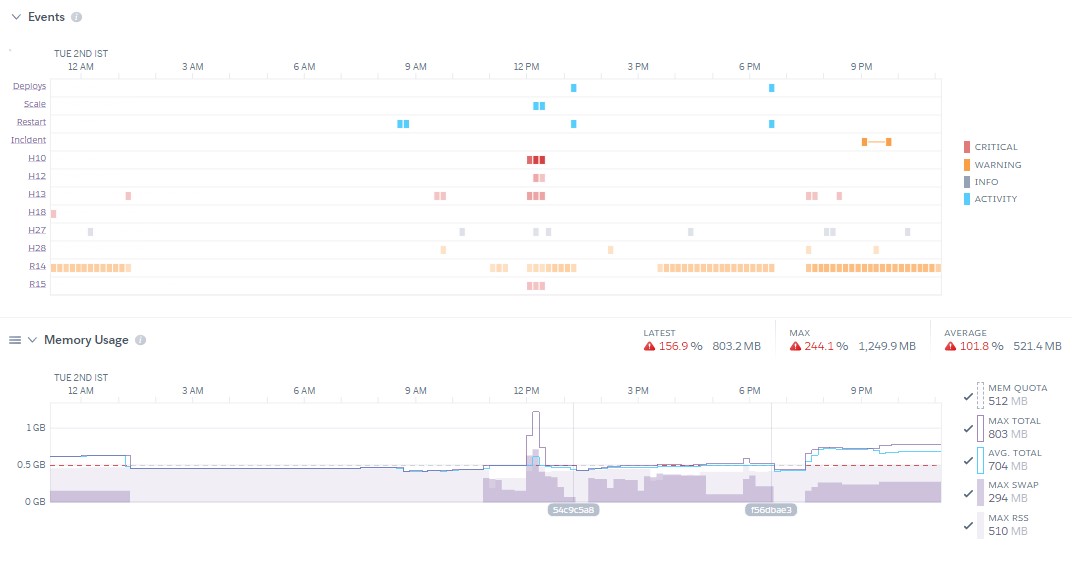 Events
TUE 2ND IST
12 AM 3 AM 6 AM 9 AM 12 PM 3 PM 6 PM 9 PM
Deploys
Scale
Restart
Incident
H10
H12
H13
H18
H27
H28
R14
R15
CRITICAL
WARNING
INFO
ACTIVITY
Memory Usage
LATEST
156.9 % 803.2 MB
MAX
244.1 % 1,249.9 MB
AVERAGE
101.8 % 521.4 MB
TUE 2ND IST
12 AM 3 AM 6 AM 9 AM 12 PM 3 PM 6 PM 9 PM
1 GB
0.5 GB
0 GB
54c9c5a8 f56dbae3
MEM QUOTA
512 MB
MAX TOTAL
803 MB
AVG. TOTAL
704 MB
MAX SWAP
294 MB
MAX RSS
510 MB